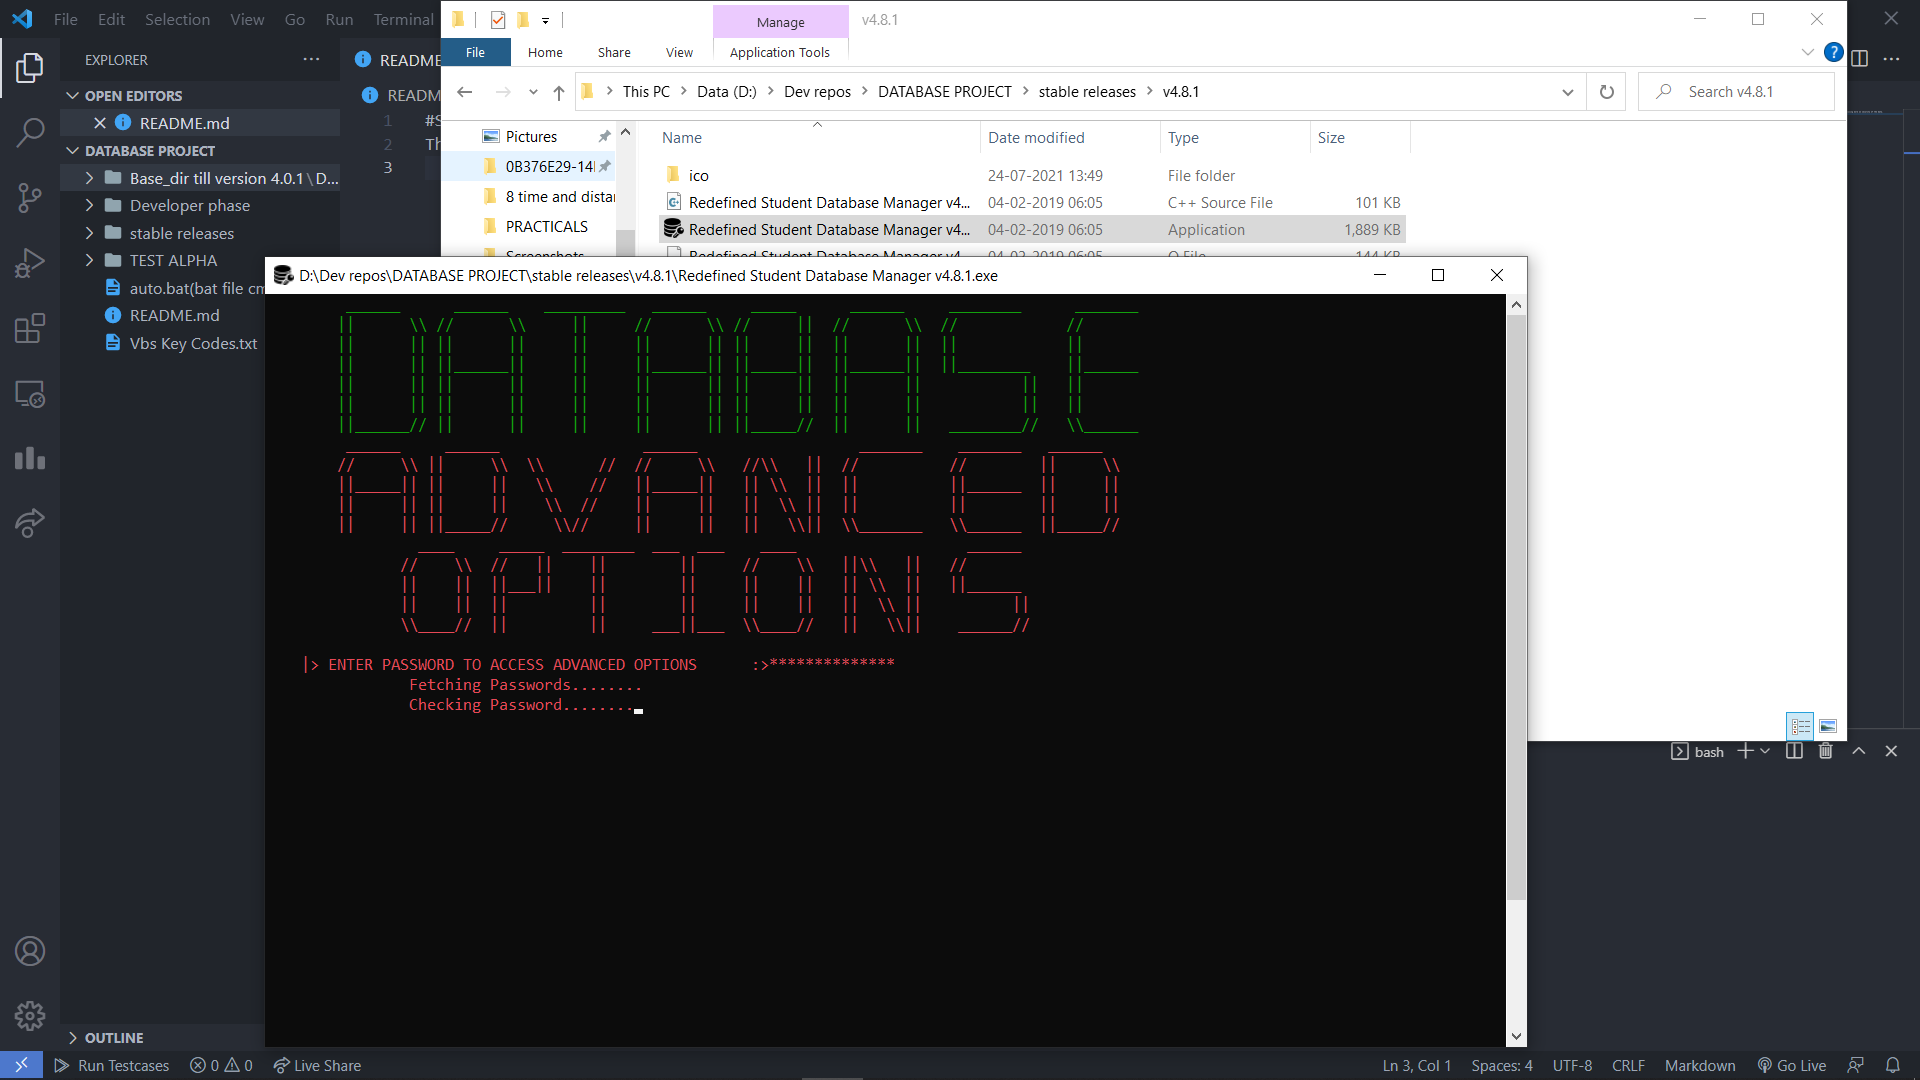 File Edit Selection View Go Run Terminal
Manage
v4.8.1
File Home Share View Application Tools
This PC Data (D:) Dev repos DATABASE PROJECT stable releases v4.8.1
Search v4.8.1
EXPLORER
OPEN EDITORS
README.md
DATABASE PROJECT
Base_dir till version 4.0.1 \ D...
Developer phase
stable releases
TEST ALPHA
auto.bat(bat file cm
README.md
Vbs Key Codes.txt
OUTLINE
README
README
1 #S
2 Th
3
Pictures
0B376E29-14
8 time and distar
PRACTICALS
Screenshots
Name Date modified Type Size
ico 24-07-2021 13:49 File folder
Redefined Student Database Manager v4... 04-02-2019 06:05 C++ Source File 101 KB
Redefined Student Database Manager v4... 04-02-2019 06:05 Application 1,889 KB
Redefined Student Database Manager v4... 04-02-2019 06:05 O File 144 KB
D:\Dev repos\DATABASE PROJECT\stable releases\v4.8.1\Redefined Student Database Manager v4.8.1.exe
DATABASE
ADVANCED
OPTIONS
|> ENTER PASSWORD TO ACCESS ADVANCED OPTIONS :>**************
Fetching Passwords........
Checking Password........
bash
Run Testcases 0 0 Live Share
Ln 3, Col 1 Spaces: 4 UTF-8 CRLF Markdown Go Live